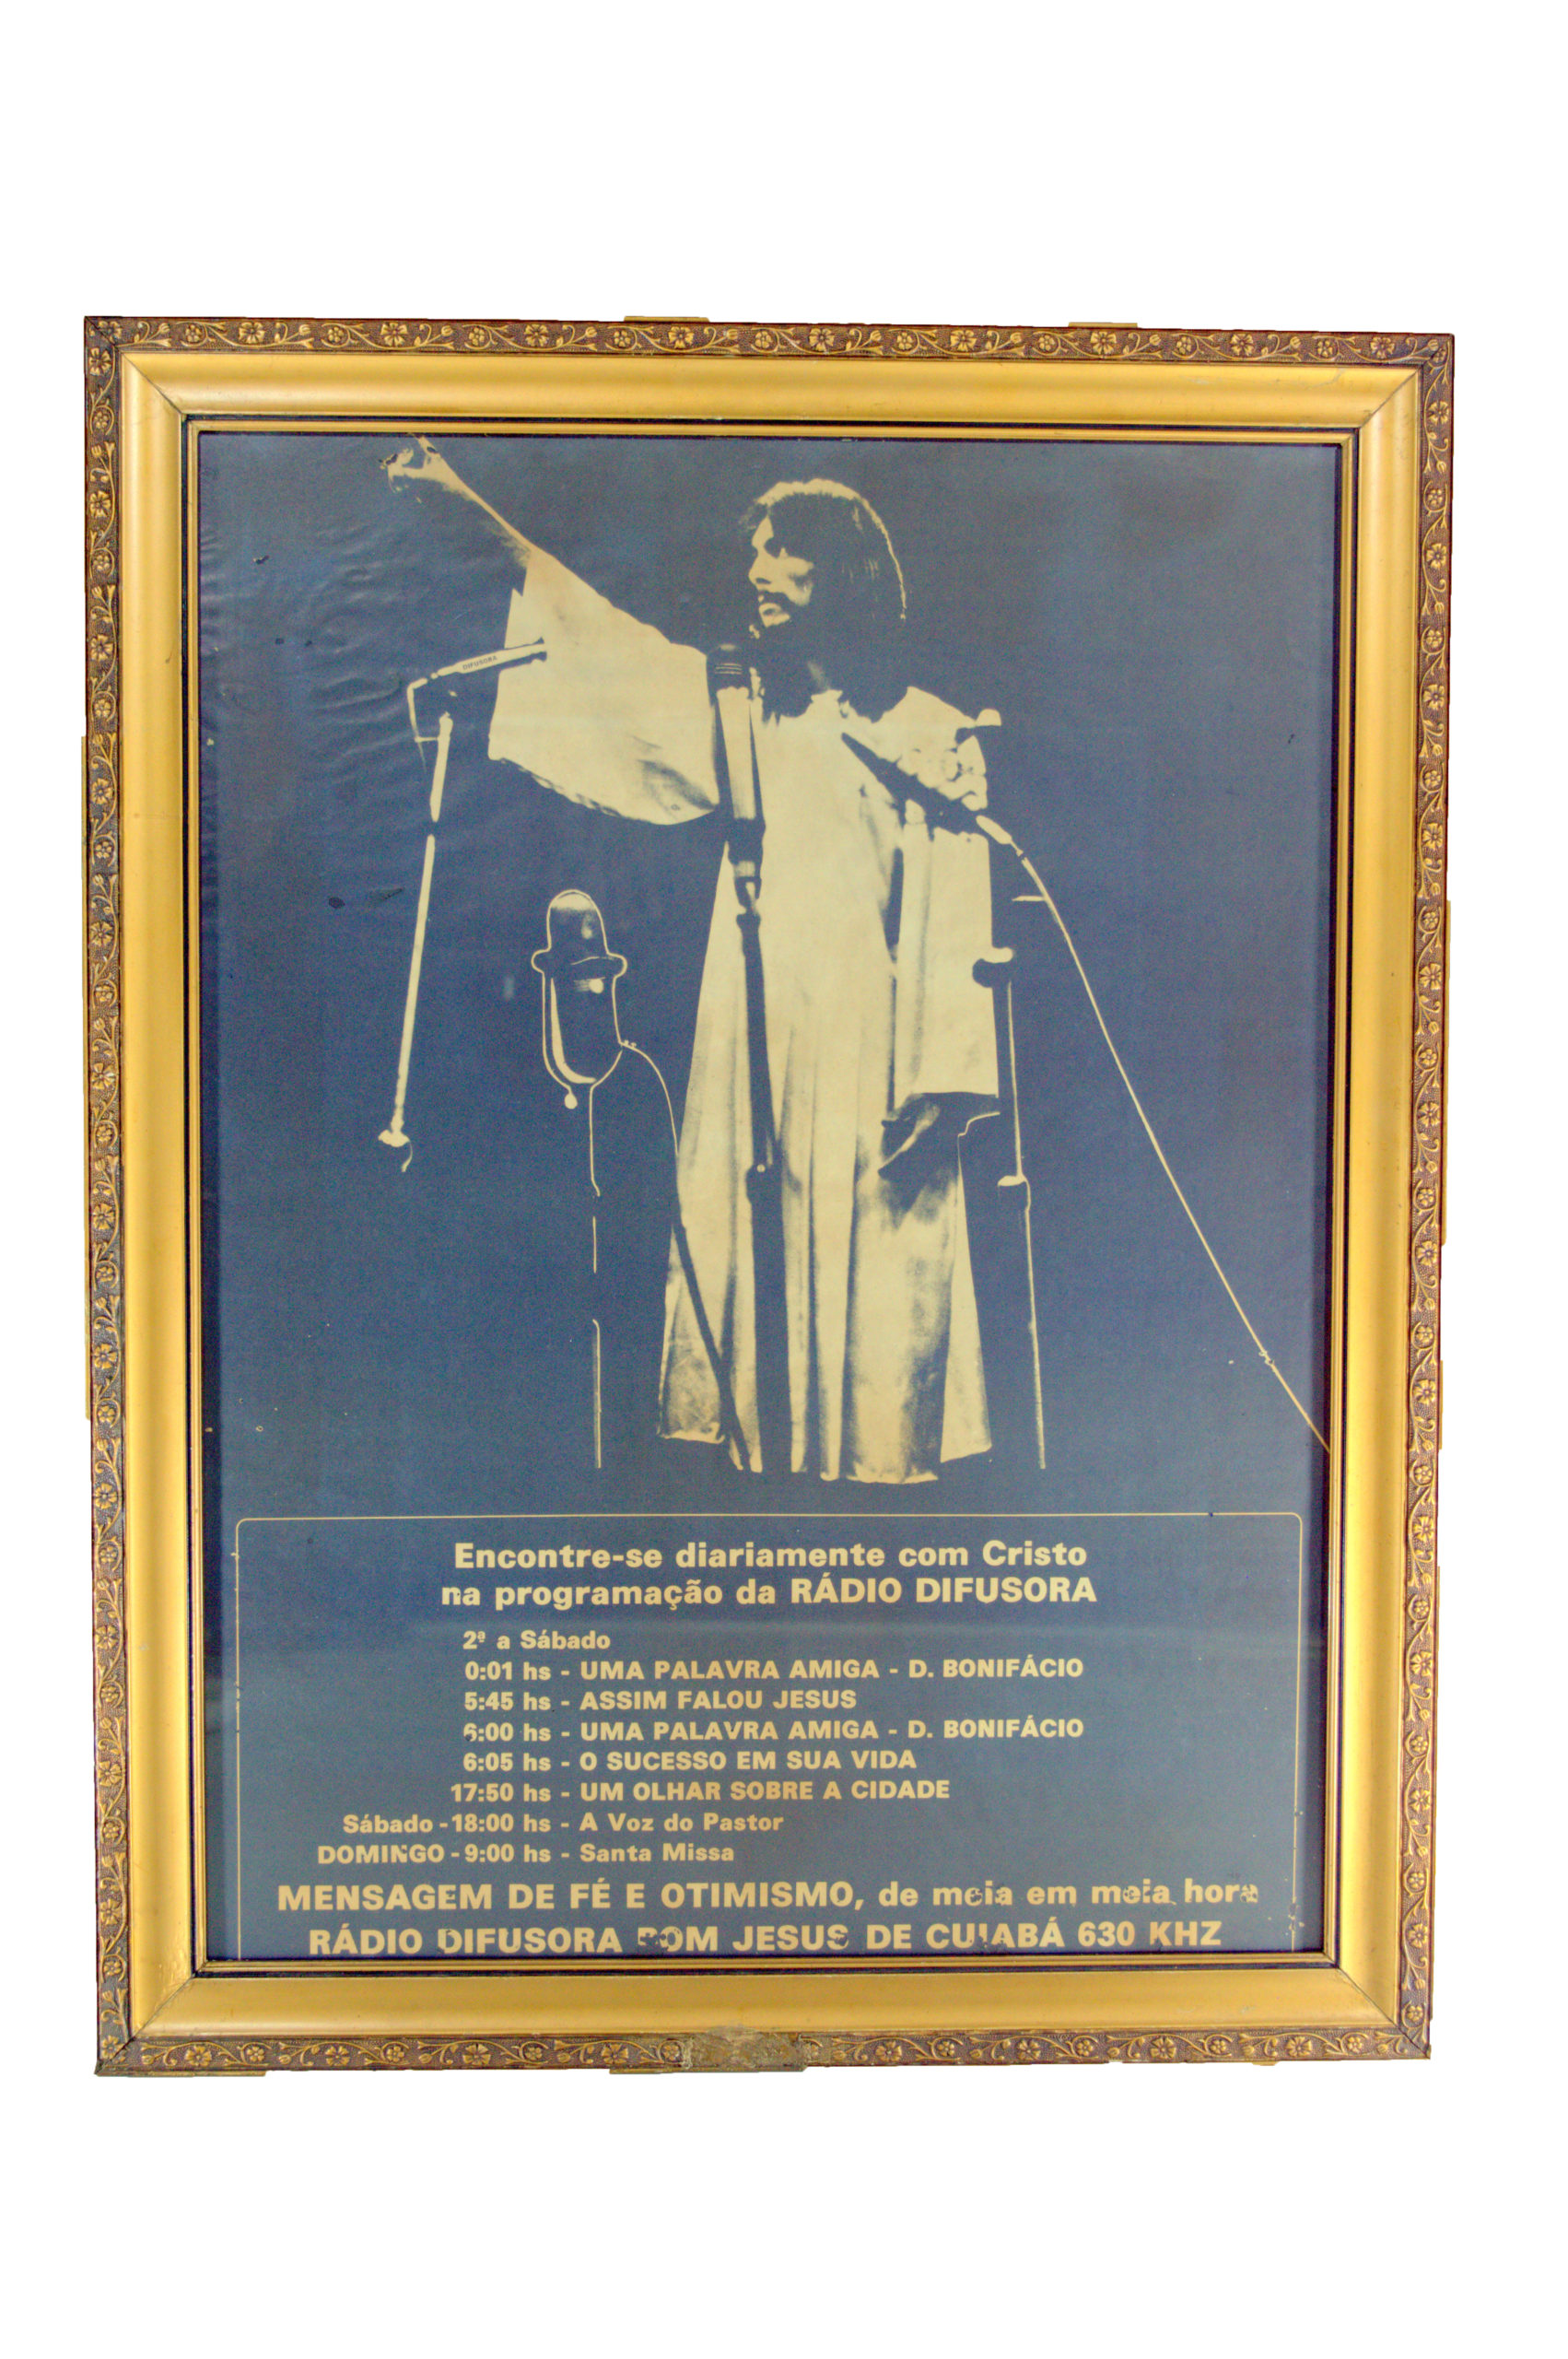 DIFUSORA
Encontre-se diariamente com Cristo
na programação da RÁDIO DIFUSORA
2ª a Sábado
0:01 hs - UMA PALAVRA AMIGA - D. BONIFÁCIO
5:45 hs - ASSIM FALOU JESUS
6:00 hs - UMA PALAVRA AMIGA - D. BONIFÁCIO
6:05 hs - O SUCESSO EM SUA VIDA
17:50 hs - UM OLHAR SOBRE A CIDADE
Sábado - 18:00 hs - A Voz do Pastor
DOMINGO - 9:00 hs - Santa Missa
MENSAGEM DE FÉ E OTIMISMO, de meia em meia hora
RÁDIO DIFUSORA BOM JESUS DE CUIABÁ 630 KHZ